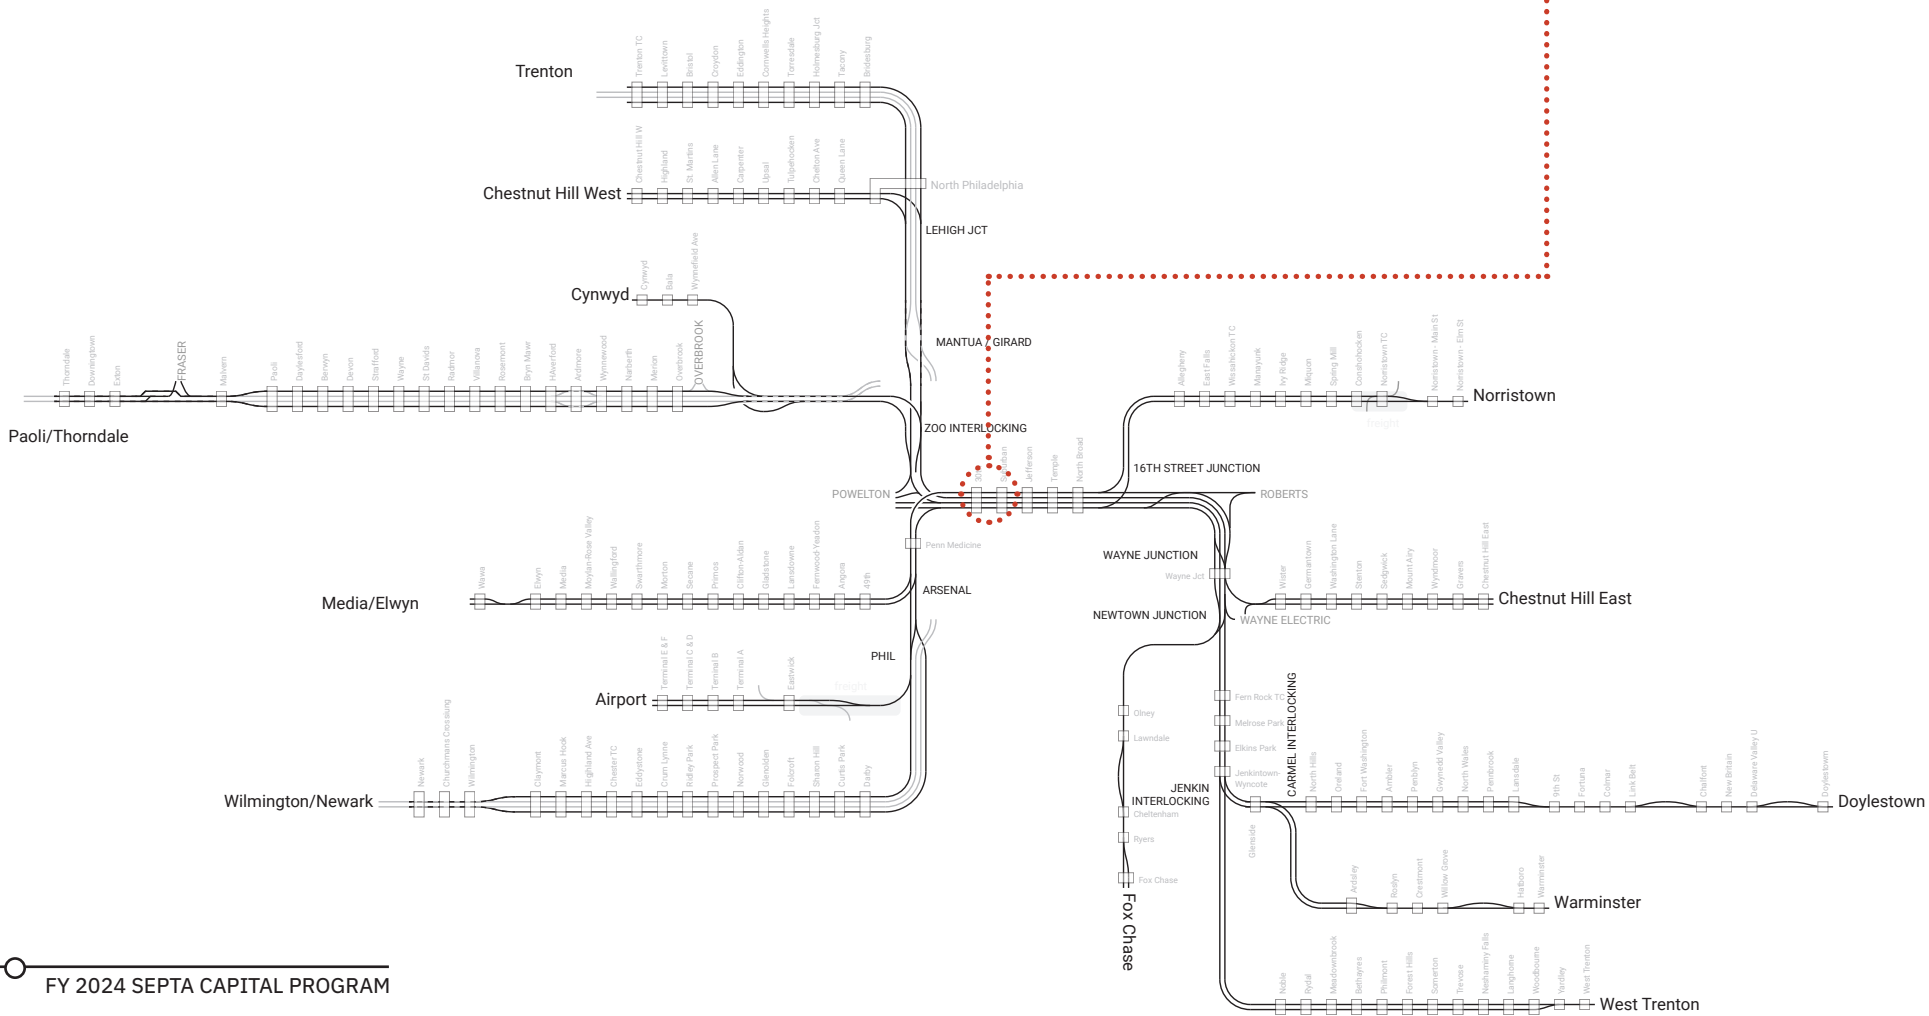 Trenton
Trenton TC
Levittown
Bristol
Croydon
Eddington
Cornwells Heights
Torresdale
Holmesburg Jct
Tacony
Bridesburg
Chestnut Hill West
Chestnut Hill W
Highland
St. Martins
Allen Lane
Carpenter
Upsal
Tulpehocken
Chelton Ave
Queen Lane
North Philadelphia
LEHIGH JCT
Cynwyd
Cynwyd
Bala
Wynnefield Ave
MANTUA / GIRARD
Paoli/Thorndale
Thorndale
Downingtown
Exton
FRASER
Malvern
Paoli
Daylesford
Berwyn
Devon
Strafford
Wayne
St Davids
Radnor
Villanova
Rosemont
Bryn Mawr
HAverford
Ardmore
Wynnewood
Narberth
Merion
Overbrook
OVERBROOK
ZOO INTERLOCKING
POWELTON
Suburban
Jefferson
Temple
North Broad
16TH STREET JUNCTION
ROBERTS
Allegheny
East Falls
Wissahickon TC
Manayunk
Ivy Ridge
Miquon
Spring Mill
Conshohocken
Norristown TC
Norristown - Main St
Norristown - Elm St
Norristown
freight
Penn Medicine
ARSENAL
Media/Elwyn
Wawa
Elwyn
Media
Moylan-Rose Valley
Wallingford
Swarthmore
Morton
Secane
Primos
Clifton-Aldan
Gladstone
Lansdowne
Fernwood-Yeadon
Angora
49th
PHIL
Airport
Terminal E & F
Terminal C & D
Terminal B
Terminal A
Eastwick
freight
Wilmington/Newark
Newark
Churchmans Crossiung
Wilmington
Claymont
Marcus Hook
Highland Ave
Chester TC
Eddystone
Crum Lynne
Ridley Park
Prospect Park
Norwood
Glenolden
Folcroft
Sharon Hill
Curtis Park
Darby
WAYNE JUNCTION
Wayne Jct
NEWTOWN JUNCTION
WAYNE ELECTRIC
Wister
Germantown
Washington Lane
Stenton
Sedgwick
Mount Airy
Wyndmoor
Gravers
Chestnut Hill East
Chestnut Hill East
Olney
Lawndale
Cheltenham
Ryers
Fox Chase
Fox Chase
Fern Rock TC
Melrose Park
Elkins Park
Jenkintown-
Wyncote
CARMEL INTERLOCKING
JENKIN
INTERLOCKING
Glenside
North Hills
Oreland
Fort Washington
Ambler
Penblyn
Gwynedd Valley
North Wales
Pennbrook
Lansdale
9th St
Fortuna
Colmar
Link Belt
Chalfont
New Britain
Delaware Valley U
Doylestown
Doylestown
Ardsley
Roslyn
Crestmont
Willow Grove
Hatboro
Warminster
Warminster
Noble
Rydal
Meadowbrook
Bethayres
Philmont
Forest Hills
Somerton
Trevose
Neshaminy Falls
Langhorne
Woodbourne
Yardley
West Trenton
West Trenton
FY 2024 SEPTA CAPITAL PROGRAM